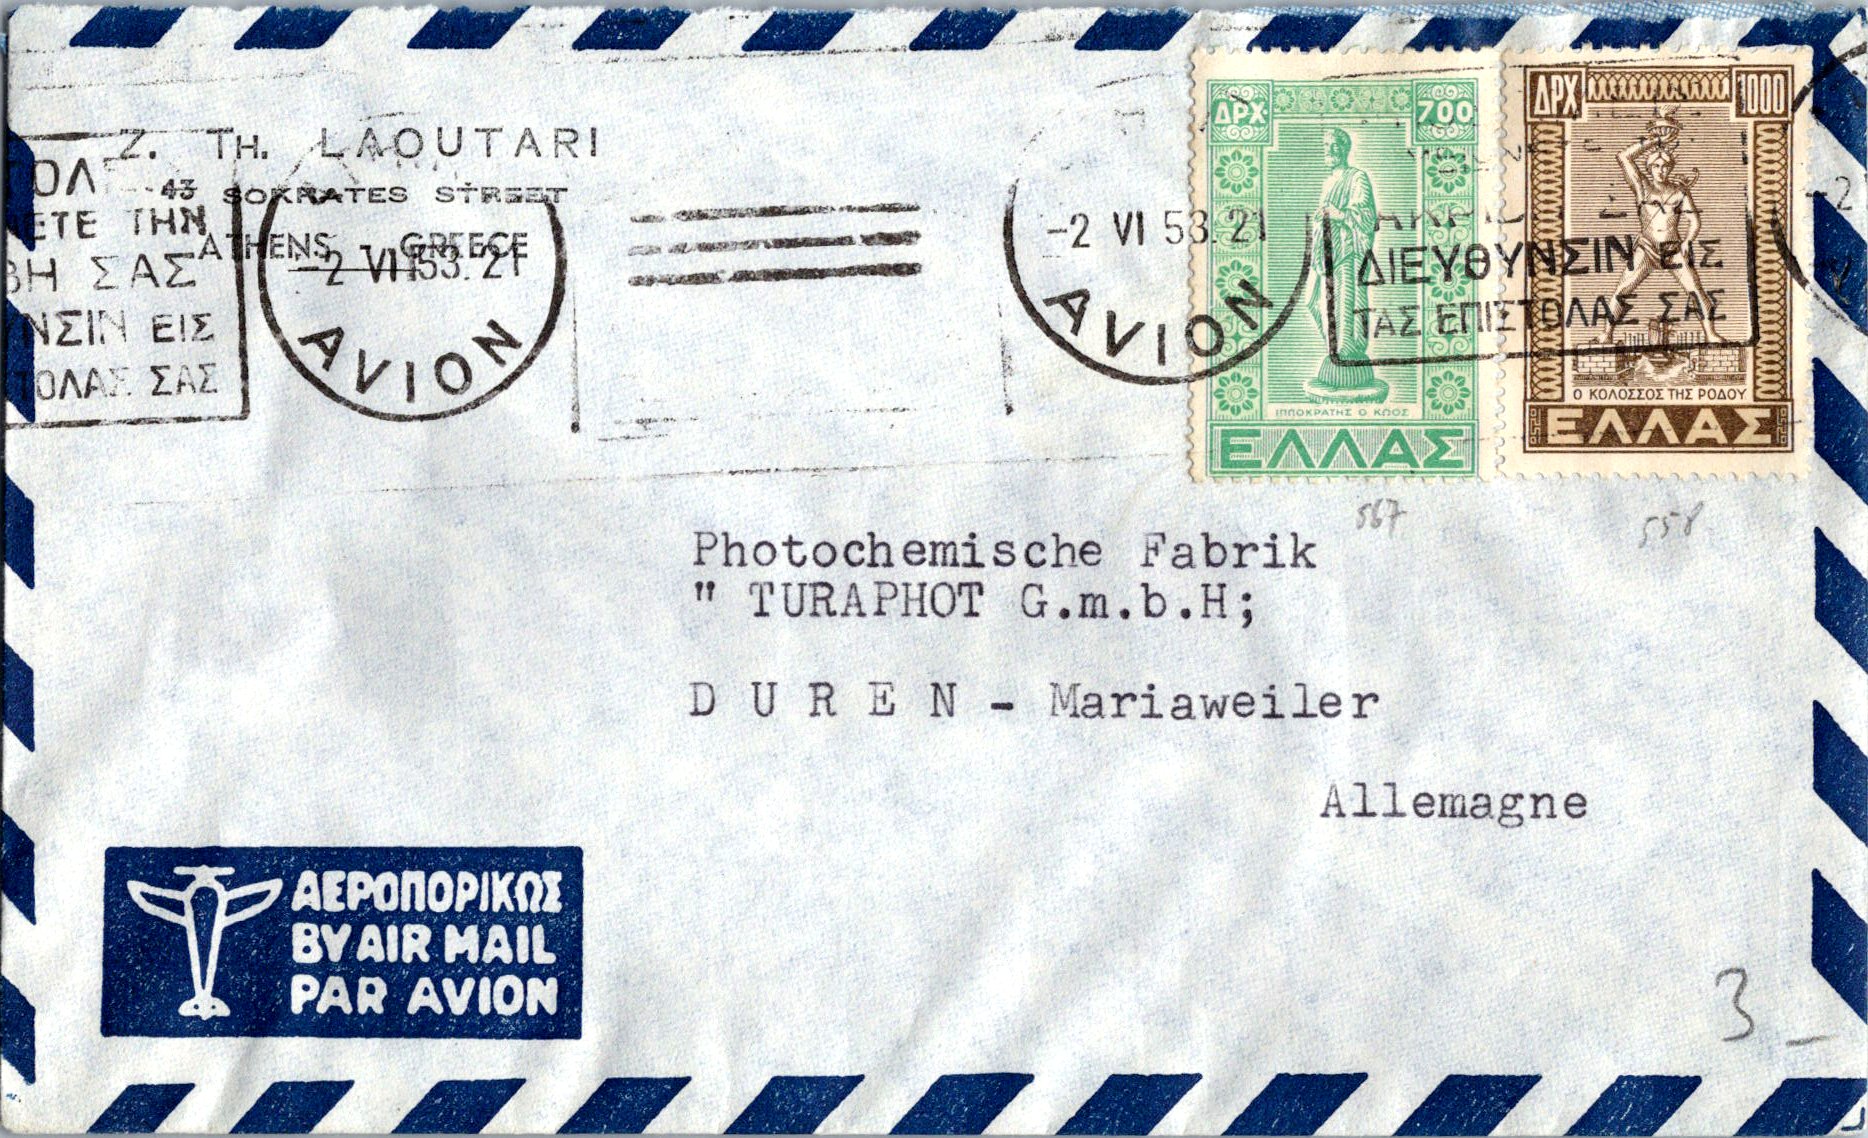 Z. TH. LAOUTARI
43 SOKRATES STREET
ATHENS GREECE
ΕΤΕ ΤΗΝ
ΒΗ ΣΑΣ
ΝΣΙΝ ΕΙΣ
ΤΟΛΑΣ ΣΑΣ
-2 VI 53. 21
AVION
-2 VI 53. 21
AVION
ΔΙΕΥΘΥΝΣΙΝ ΕΙΣ
ΤΑΣ ΕΠΙΣΤΟΛΑΣ ΣΑΣ
ΔΡΧ. 700
ΙΠΠΟΚΡΑΤΗΣ Ο ΚΩΟΣ
ΕΛΛΑΣ
ΔΡΧ 1000
Ο ΚΟΛΟΣΣΟΣ ΤΗΣ ΡΟΔΟΥ
ΕΛΛΑΣ
567
558
Photochemische Fabrik
" TURAPHOT G.m.b.H;
D U R E N - Mariaweiler
Allemagne
ΑΕΡΟΠΟΡΙΚΩΣ
BY AIR MAIL
PAR AVION
3 -